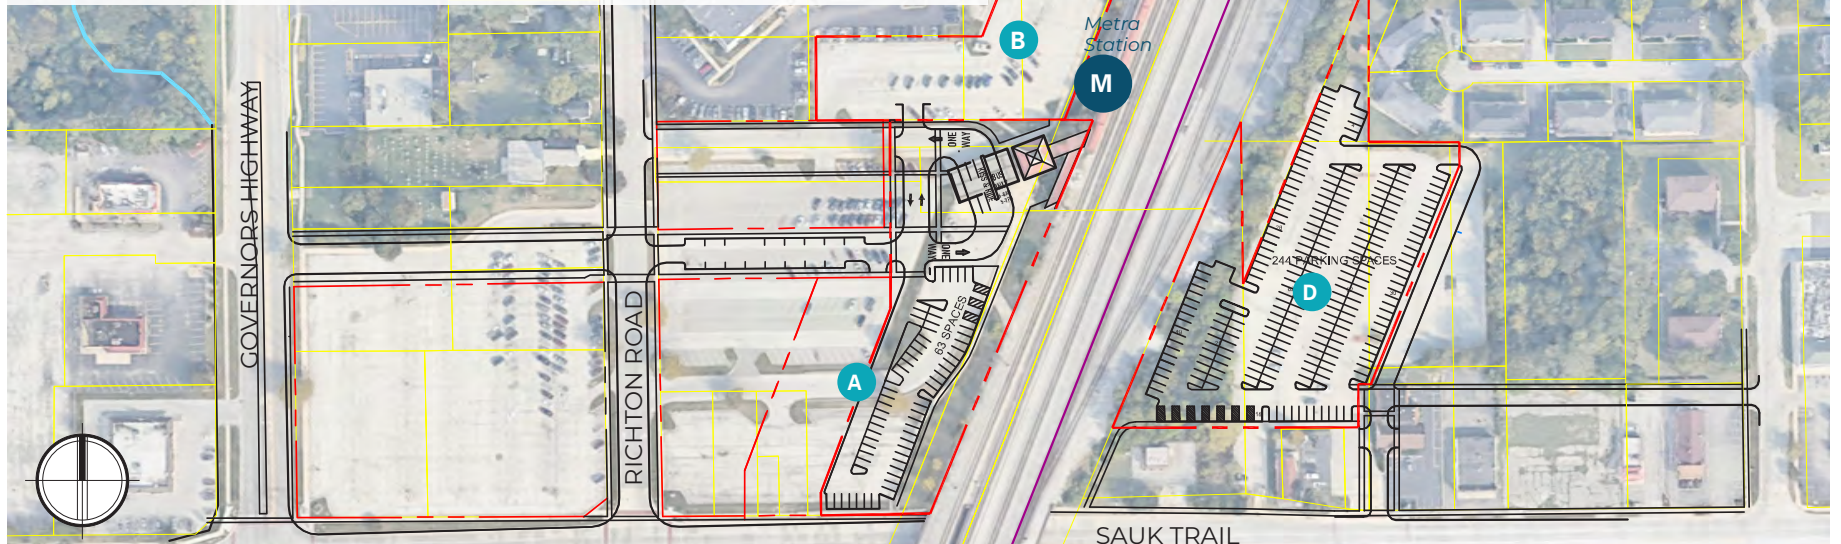 Metra
Station
M
B
ONE
WAY
GOVERNORS HIGHWAY
ONE
WAY
244 PARKING SPACES
D
RICHTON ROAD
63 SPACES
A
SAUK TRAIL